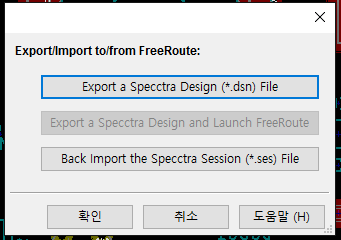 Export/Import to/from FreeRoute:
Export a Specctra Design (*.dsn) File
Export a Specctra Design and Launch FreeRoute
Back Import the Specctra Session (*.ses) File
확인
취소
도움말 (H)